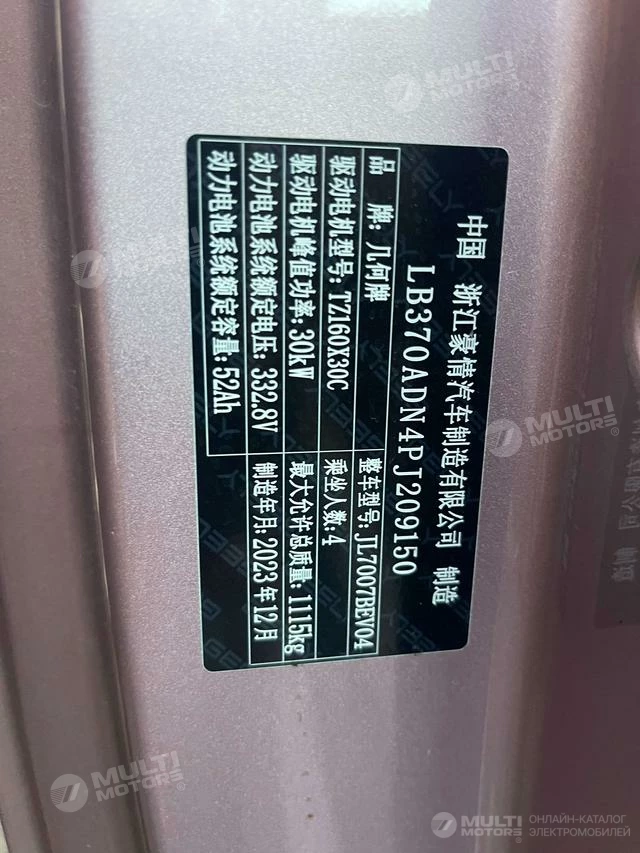 中国 浙江豪情汽车制造有限公司 制造
LB370ADN4PJ209150
品 牌: 几何牌 整车型号: JL7007BEV04
驱动电机型号: TZ160X30C 乘坐人数: 4
驱动电机峰值功率: 30kW 最大允许总质量: 1115kg
动力电池系统额定电压: 332.8V 制造年月: 2023年12月
动力电池系统额定容量: 52Ah
GEELY
MULTI
MOTORS®
MULTI
MOTORS®
MULTI
MOTORS®
MULTI
MOTORS®
ОНЛАЙН-КАТАЛОГ
ЭЛЕКТРОМОБИЛЕЙ